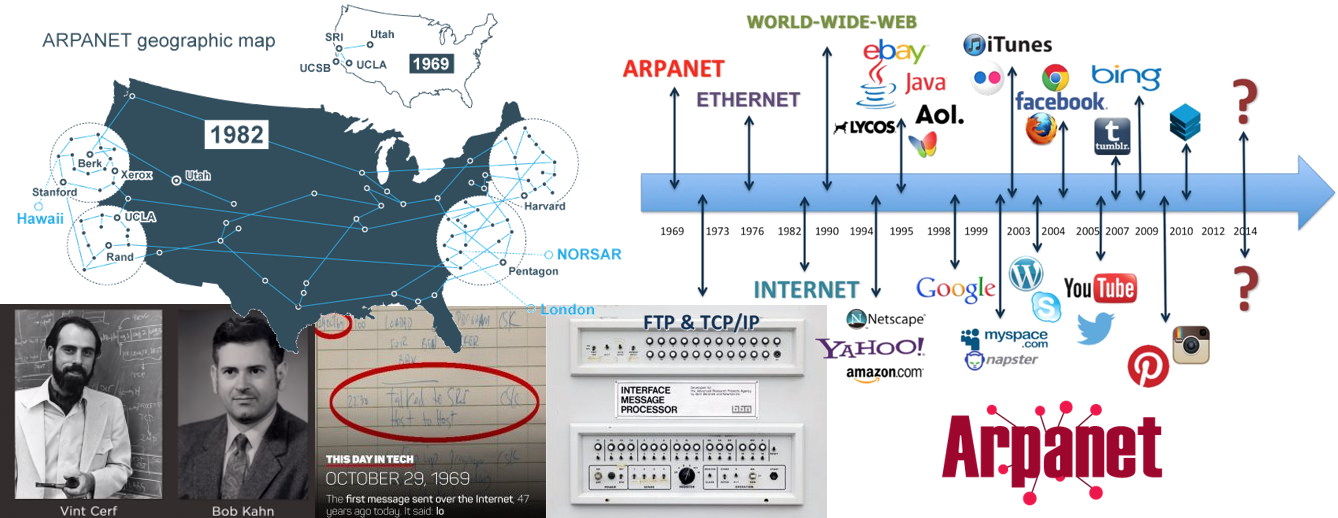 ARPANET geographic map
SRI
Utah
UCSB
UCLA
1969
1982
Berk
Xerox
Utah
Stanford
Hawaii
UCLA
Rand
Harvard
NORSAR
Pentagon
London
WORLD-WIDE-WEB
ARPANET
ETHERNET
ebay
Java
LYCOS
Aol.
iTunes
facebook
bing
tumblr.
?
1969 1973 1976 1982 1990 1994 1995 1998 1999 2003 2004 2005 2007 2009 2010 2012 2014
FTP & TCP/IP
INTERNET
Netscape
YAHOO!
amazon.com
Google
myspace
.com
napster
YouTube
?
Talked to SRI
Host to Host
THIS DAY IN TECH
OCTOBER 29, 1969
The first message sent over the Internet, 47
years ago today. It said: lo
INTERFACE
MESSAGE
PROCESSOR
bbn
Vint Cerf
Bob Kahn
Arpanet